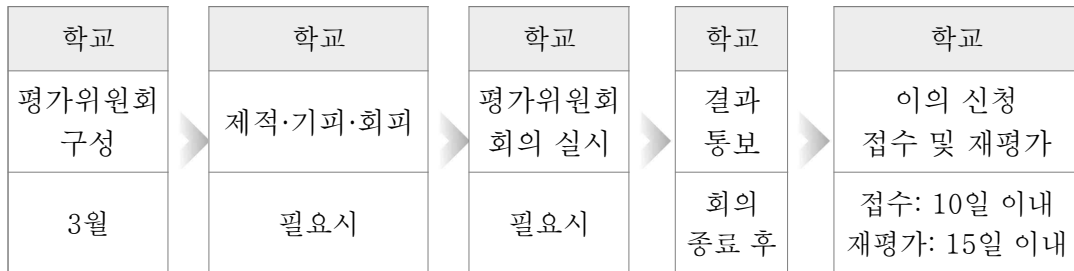 학교
평가위원회
구성
3월
학교
제적·기피·회피
필요시
학교
평가위원회
회의 실시
필요시
학교
결과
통보
회의
종료 후
학교
이의 신청
접수 및 재평가
접수: 10일 이내
재평가: 15일 이내